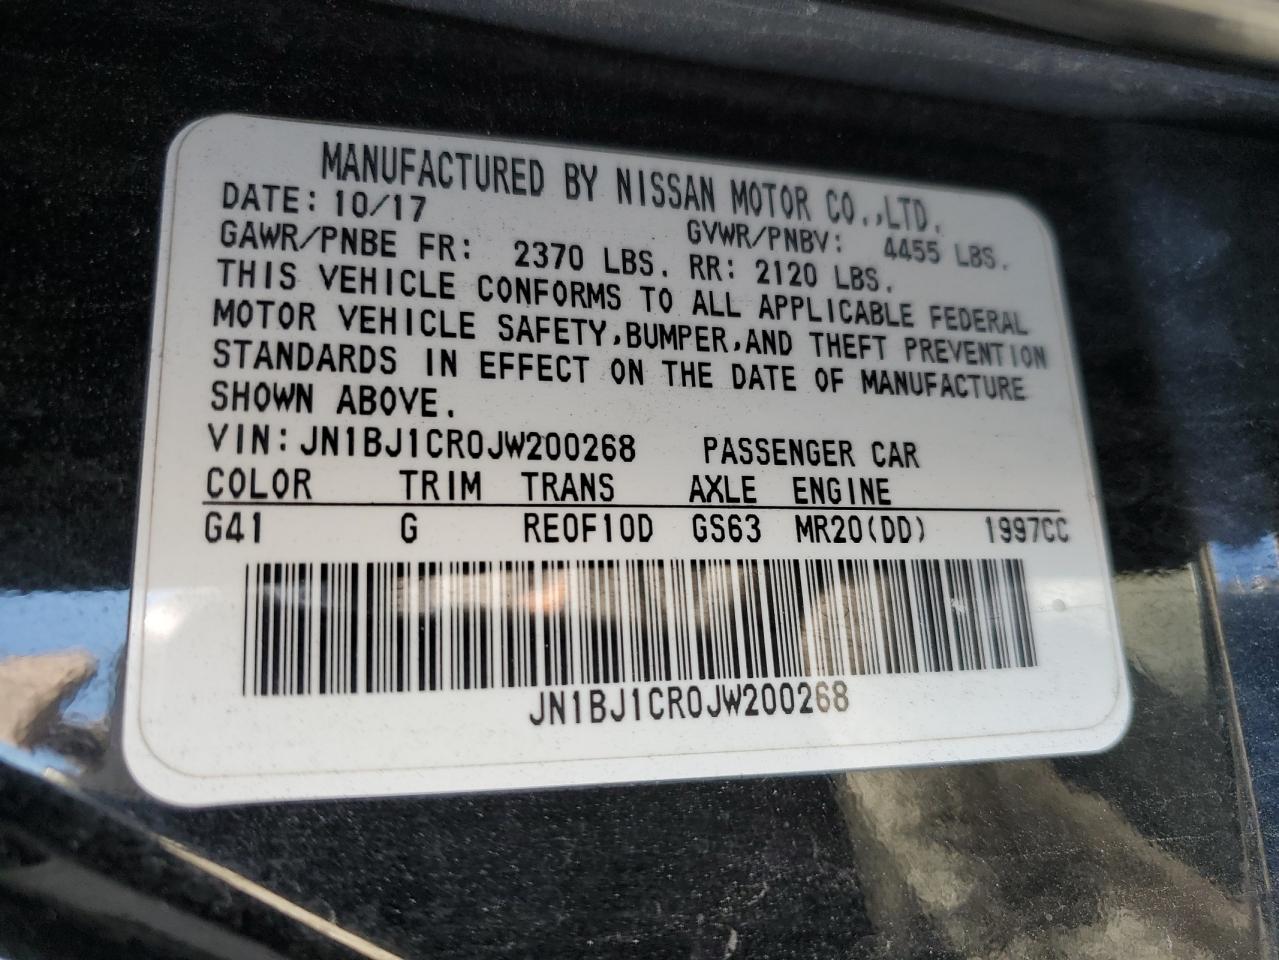 MANUFACTURED BY NISSAN MOTOR CO.,LTD.
DATE: 10/17 GVWR/PNBV: 4455 LBS.
GAWR/PNBE FR: 2370 LBS. RR: 2120 LBS.
THIS VEHICLE CONFORMS TO ALL APPLICABLE FEDERAL
MOTOR VEHICLE SAFETY,BUMPER,AND THEFT PREVENTION
STANDARDS IN EFFECT ON THE DATE OF MANUFACTURE
SHOWN ABOVE.
VIN: JN1BJ1CR0JW200268 PASSENGER CAR
COLOR TRIM TRANS AXLE ENGINE
G41 G RE0F10D GS63 MR20(DD) 1997CC
JN1BJ1CR0JW200268